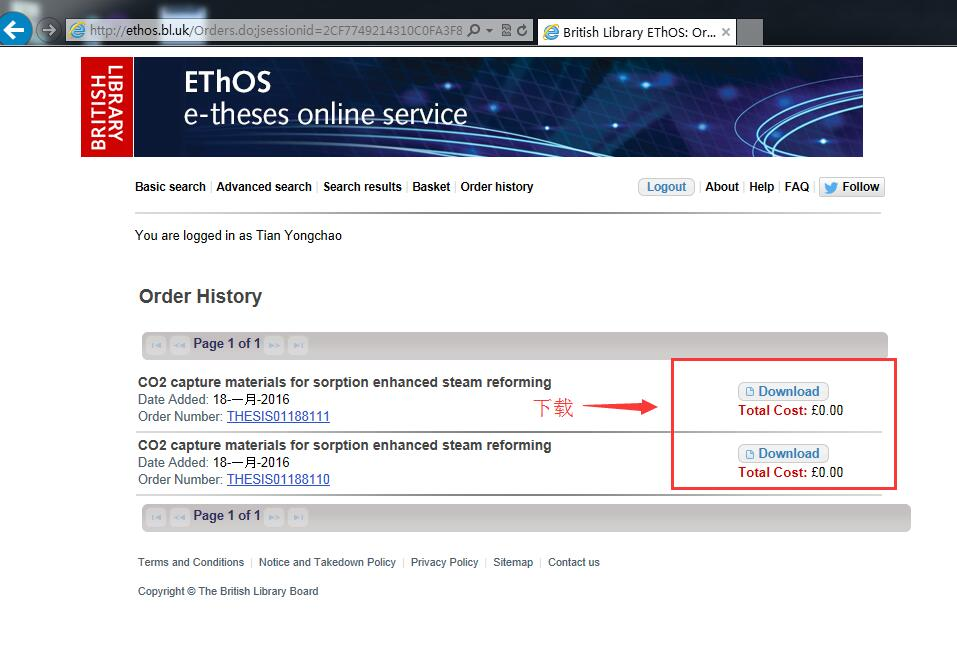 http://ethos.bl.uk/Orders.do;jsessionid=2CF7749214310C0FA3F8
British Library EThOS: Or...
BRITISH LIBRARY
EThOS
e-theses online service
Basic search Advanced search Search results Basket Order history Logout About Help FAQ Follow
You are logged in as Tian Yongchao
Order History
Page 1 of 1
CO2 capture materials for sorption enhanced steam reforming
Date Added: 18-一月-2016
Order Number: THESIS01188111
下载
Download
Total Cost: £0.00
CO2 capture materials for sorption enhanced steam reforming
Date Added: 18-一月-2016
Order Number: THESIS01188110
Download
Total Cost: £0.00
Page 1 of 1
Terms and Conditions Notice and Takedown Policy Privacy Policy Sitemap Contact us
Copyright © The British Library Board